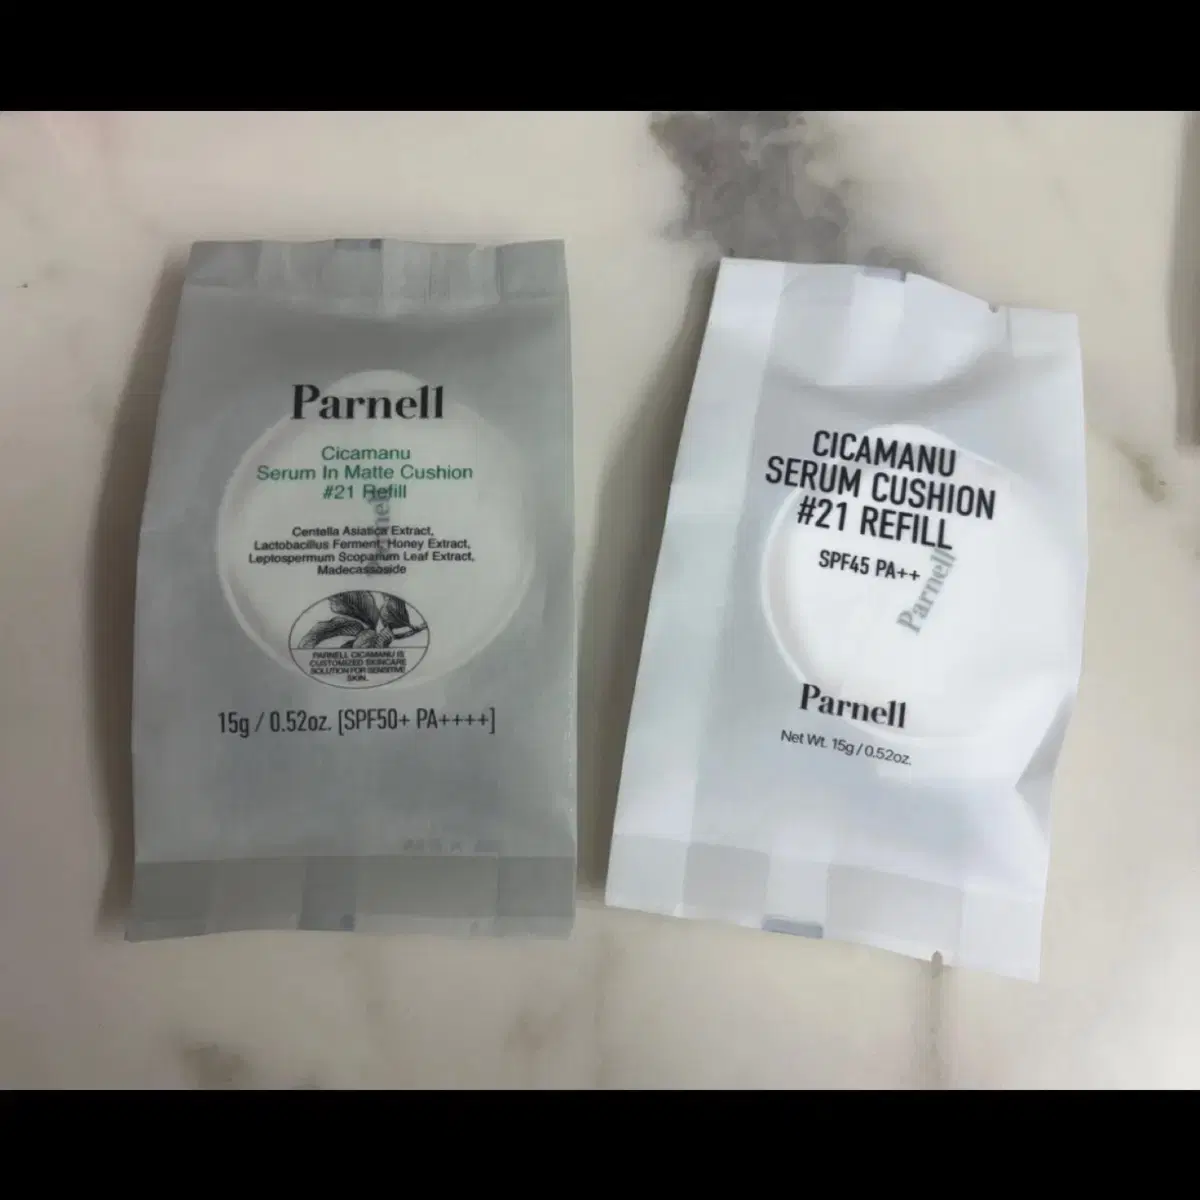 Parnell
Cicamanu
Serum In Matte Cushion
#21 Refill
Centella Asiatica Extract,
Lactobacillus Ferment, Honey Extract,
Leptospermum Scoparium Leaf Extract,
Madecassoside
PARNELL CICAMANU IS
CUSTOMIZED SKINCARE
SOLUTION FOR SENSITIVE
SKIN.
15g / 0.52oz. [SPF50+ PA++++]
Parnell
CICAMANU
SERUM CUSHION
#21 REFILL
SPF45 PA++
Parnell
Parnell
Net Wt. 15g / 0.52oz.